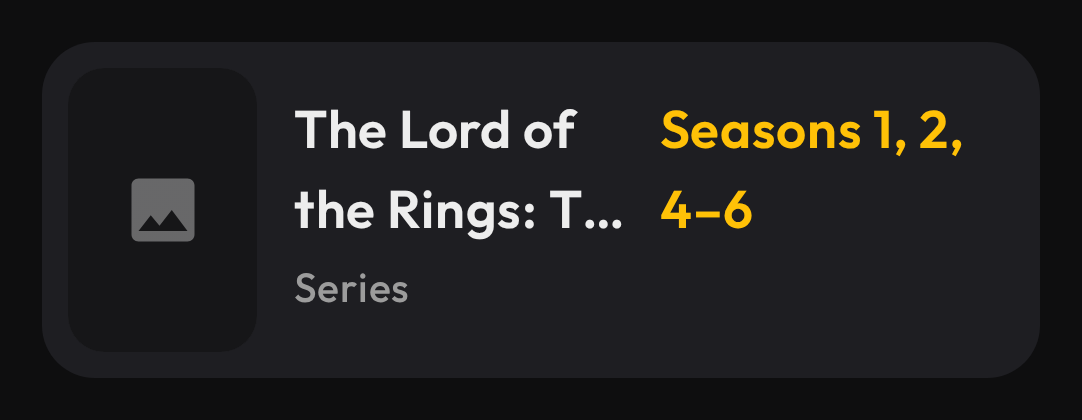 The Lord of
the Rings: T...
Seasons 1, 2,
4–6
Series